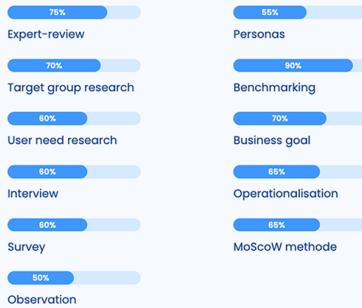 75%
Expert-review
70%
Target group research
60%
User need research
60%
Interview
60%
Survey
50%
Observation
55%
Personas
90%
Benchmarking
70%
Business goal
65%
Operationalisation
65%
MoScoW methode